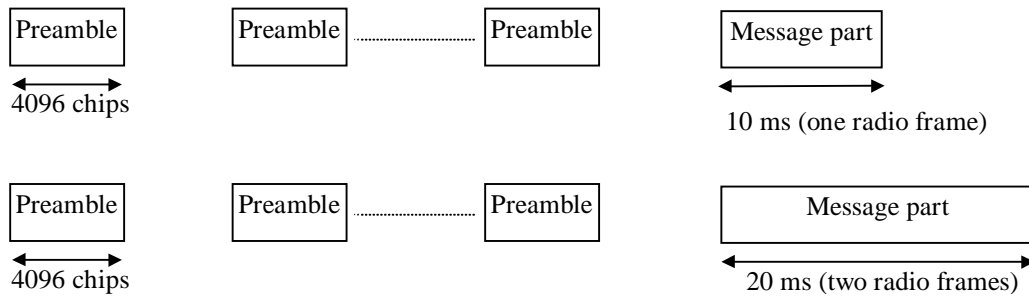 Preamble Preamble Preamble Message part
4096 chips
10 ms (one radio frame)
Preamble Preamble Preamble Message part
4096 chips
20 ms (two radio frames)